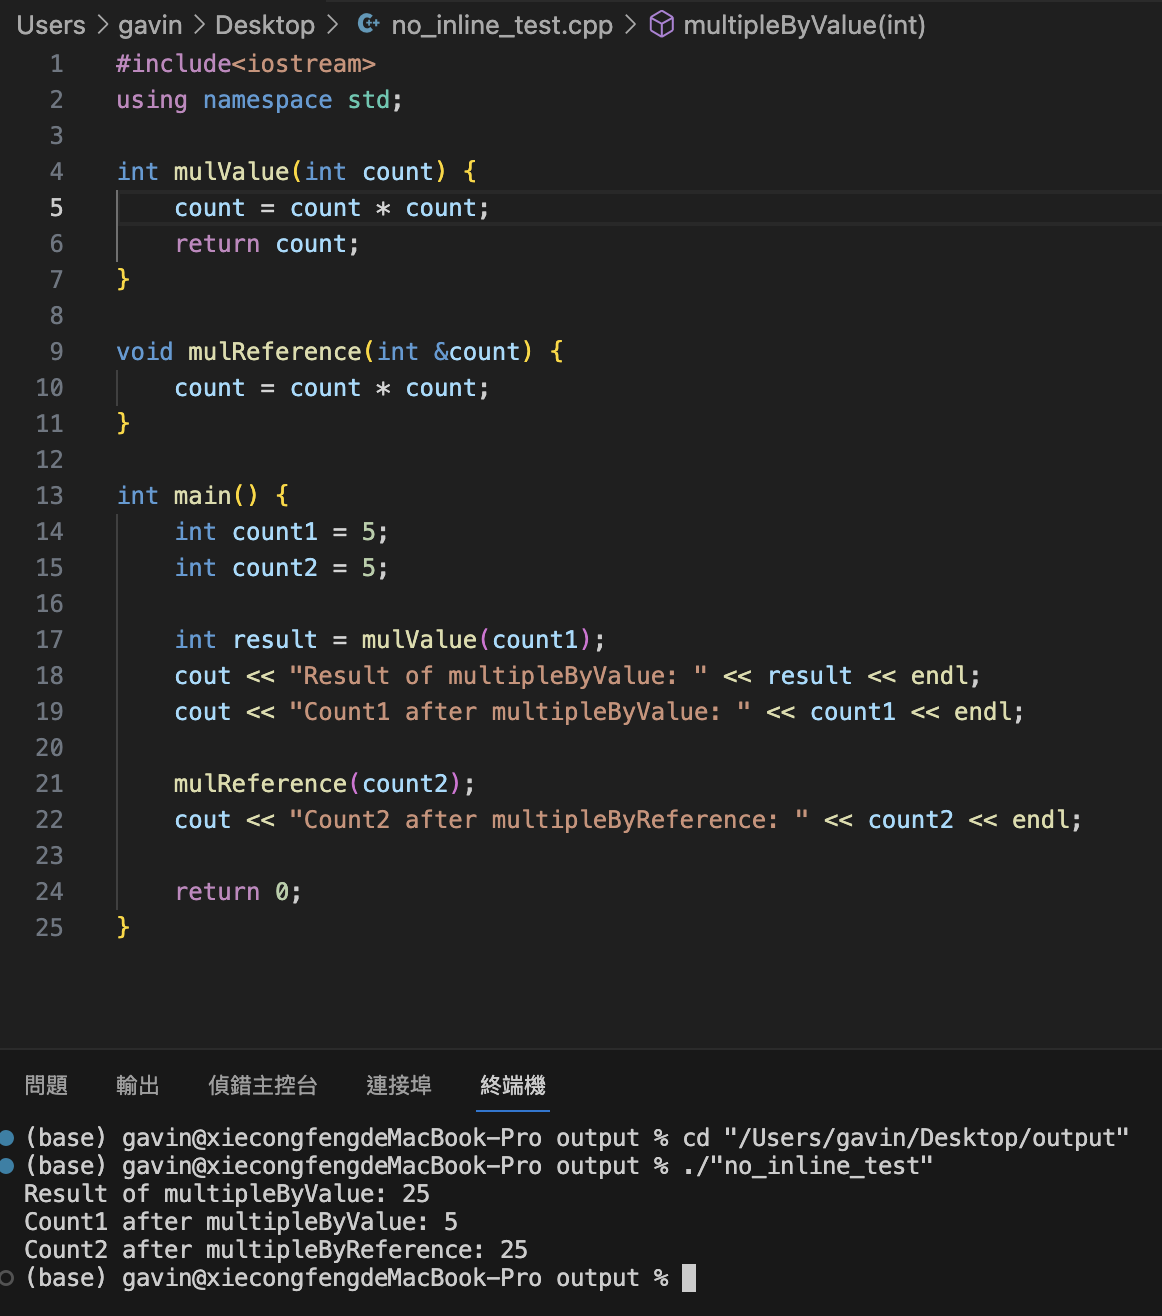 Users > gavin > Desktop > no_inline_test.cpp > multipleByValue(int)
1 #include<iostream>
2 using namespace std;
3
4 int mulValue(int count) {
5     count = count * count;
6     return count;
7 }
8
9 void mulReference(int &count) {
10     count = count * count;
11 }
12
13 int main() {
14     int count1 = 5;
15     int count2 = 5;
16
17     int result = mulValue(count1);
18     cout << "Result of multipleByValue: " << result << endl;
19     cout << "Count1 after multipleByValue: " << count1 << endl;
20
21     mulReference(count2);
22     cout << "Count2 after multipleByReference: " << count2 << endl;
23
24     return 0;
25 }
問題 輸出 偵錯主控台 連接埠 終端機
(base) gavin@xiecongfengdeMacBook-Pro output % cd "/Users/gavin/Desktop/output"
(base) gavin@xiecongfengdeMacBook-Pro output % ./"no_inline_test"
Result of multipleByValue: 25
Count1 after multipleByValue: 5
Count2 after multipleByReference: 25
(base) gavin@xiecongfengdeMacBook-Pro output %